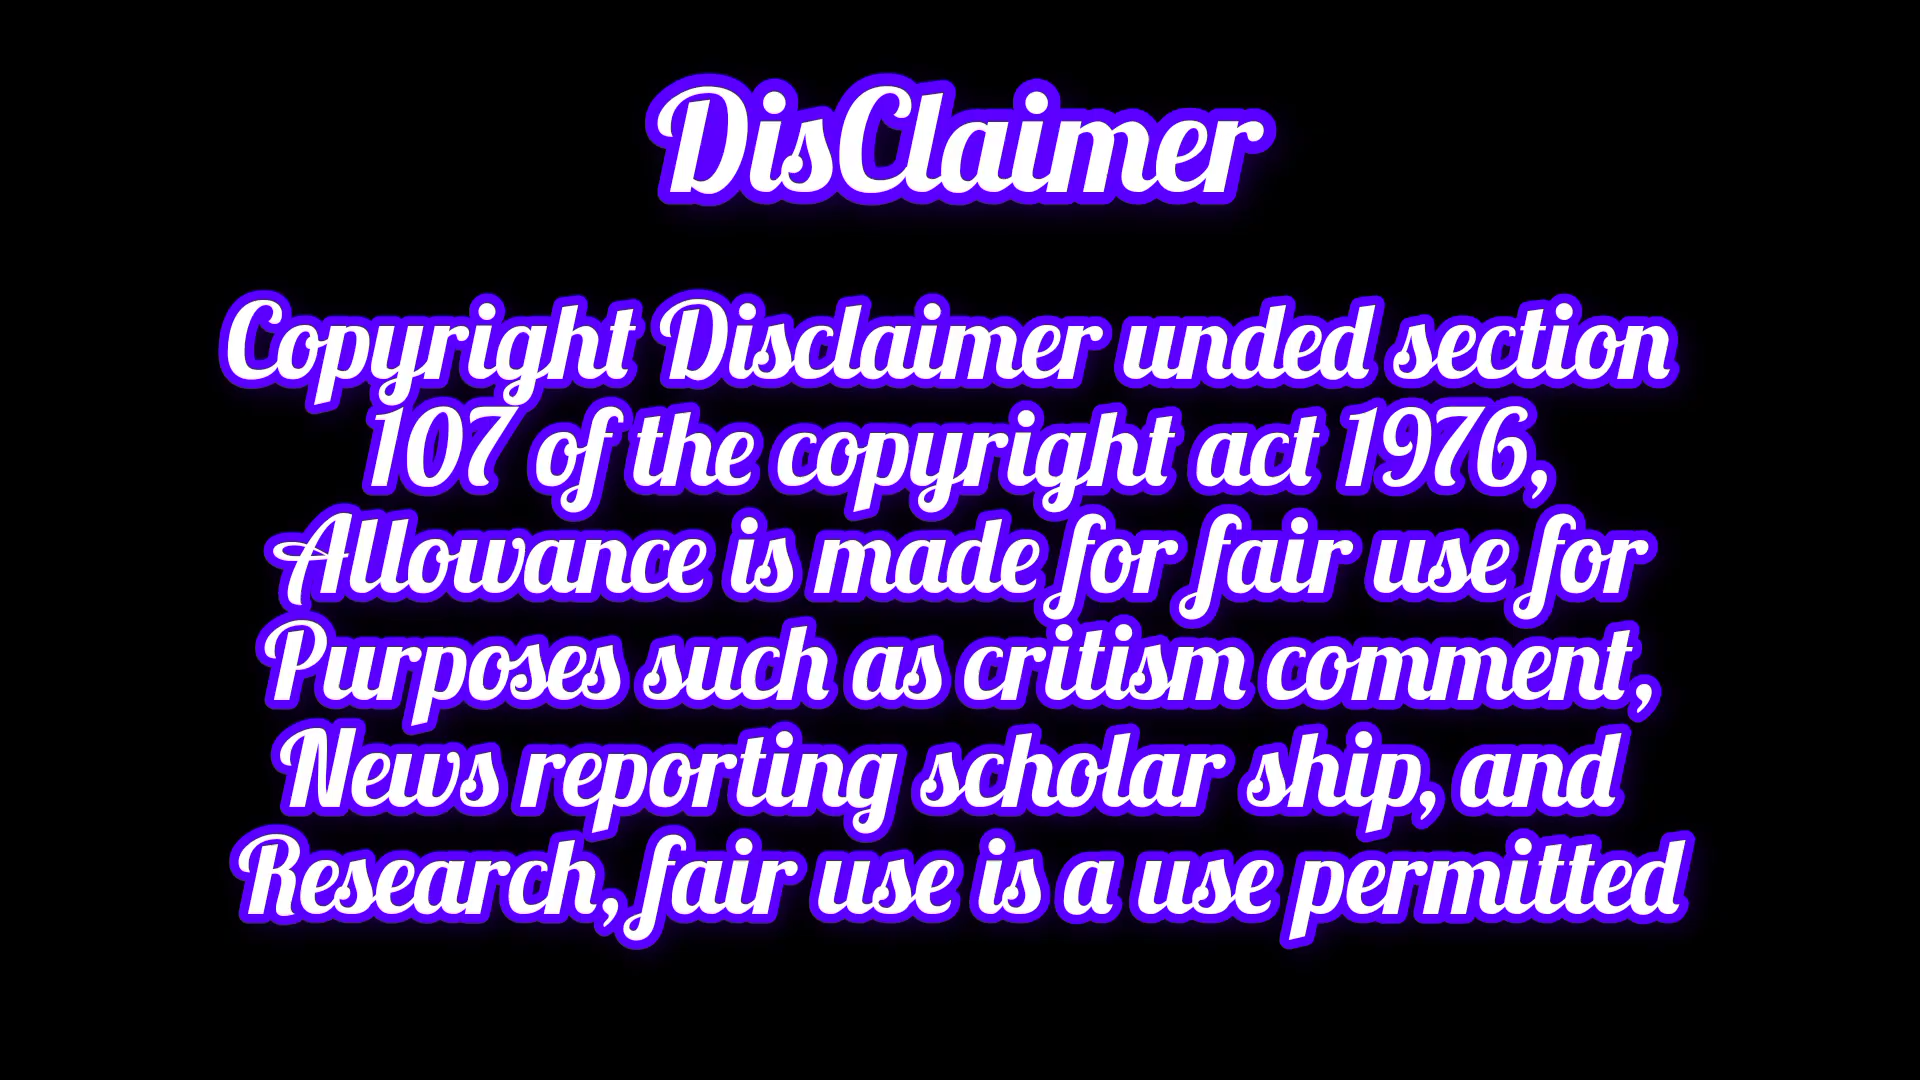 DisClaimer
Copyright Disclaimer unded section
107 of the copyright act 1976,
Allowance is made for fair use for
Purposes such as critism comment,
News reporting scholar ship, and
Research, fair use is a use permitted